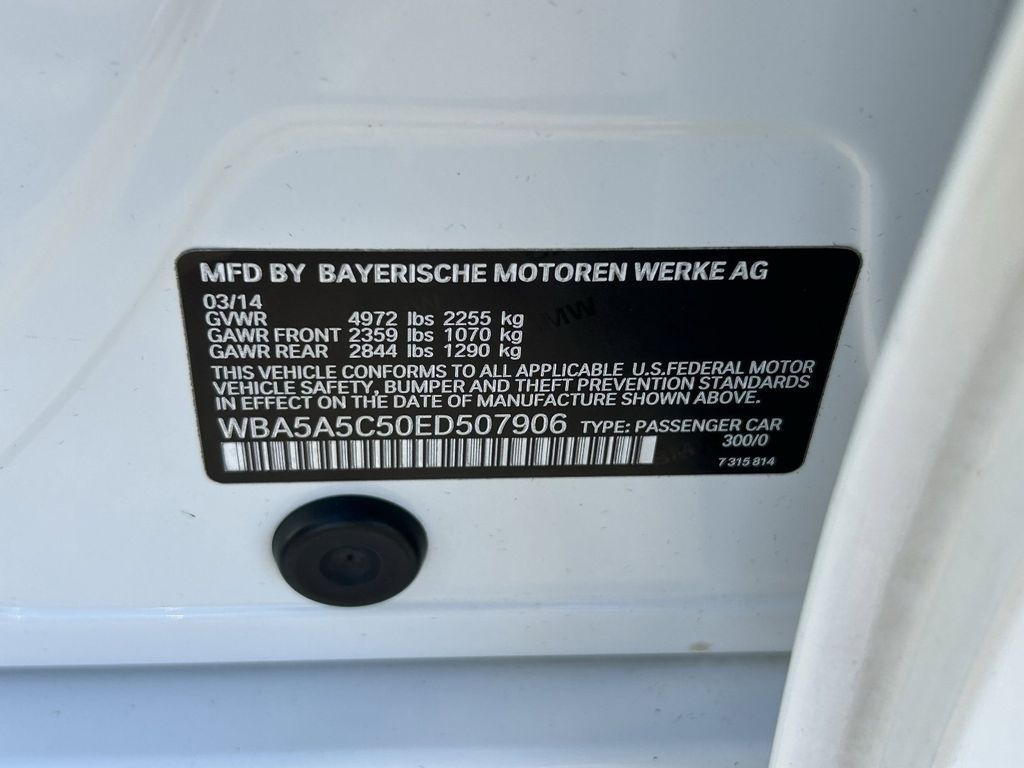 MFD BY BAYERISCHE MOTOREN WERKE AG
03/14
GVWR 4972 lbs 2255 kg
GAWR FRONT 2359 lbs 1070 kg
GAWR REAR 2844 lbs 1290 kg
THIS VEHICLE CONFORMS TO ALL APPLICABLE U.S.FEDERAL MOTOR
VEHICLE SAFETY, BUMPER AND THEFT PREVENTION STANDARDS
IN EFFECT ON THE DATE OF MANUFACTURE SHOWN ABOVE.
WBA5A5C50ED507906 TYPE: PASSENGER CAR
300/0
7 315 814